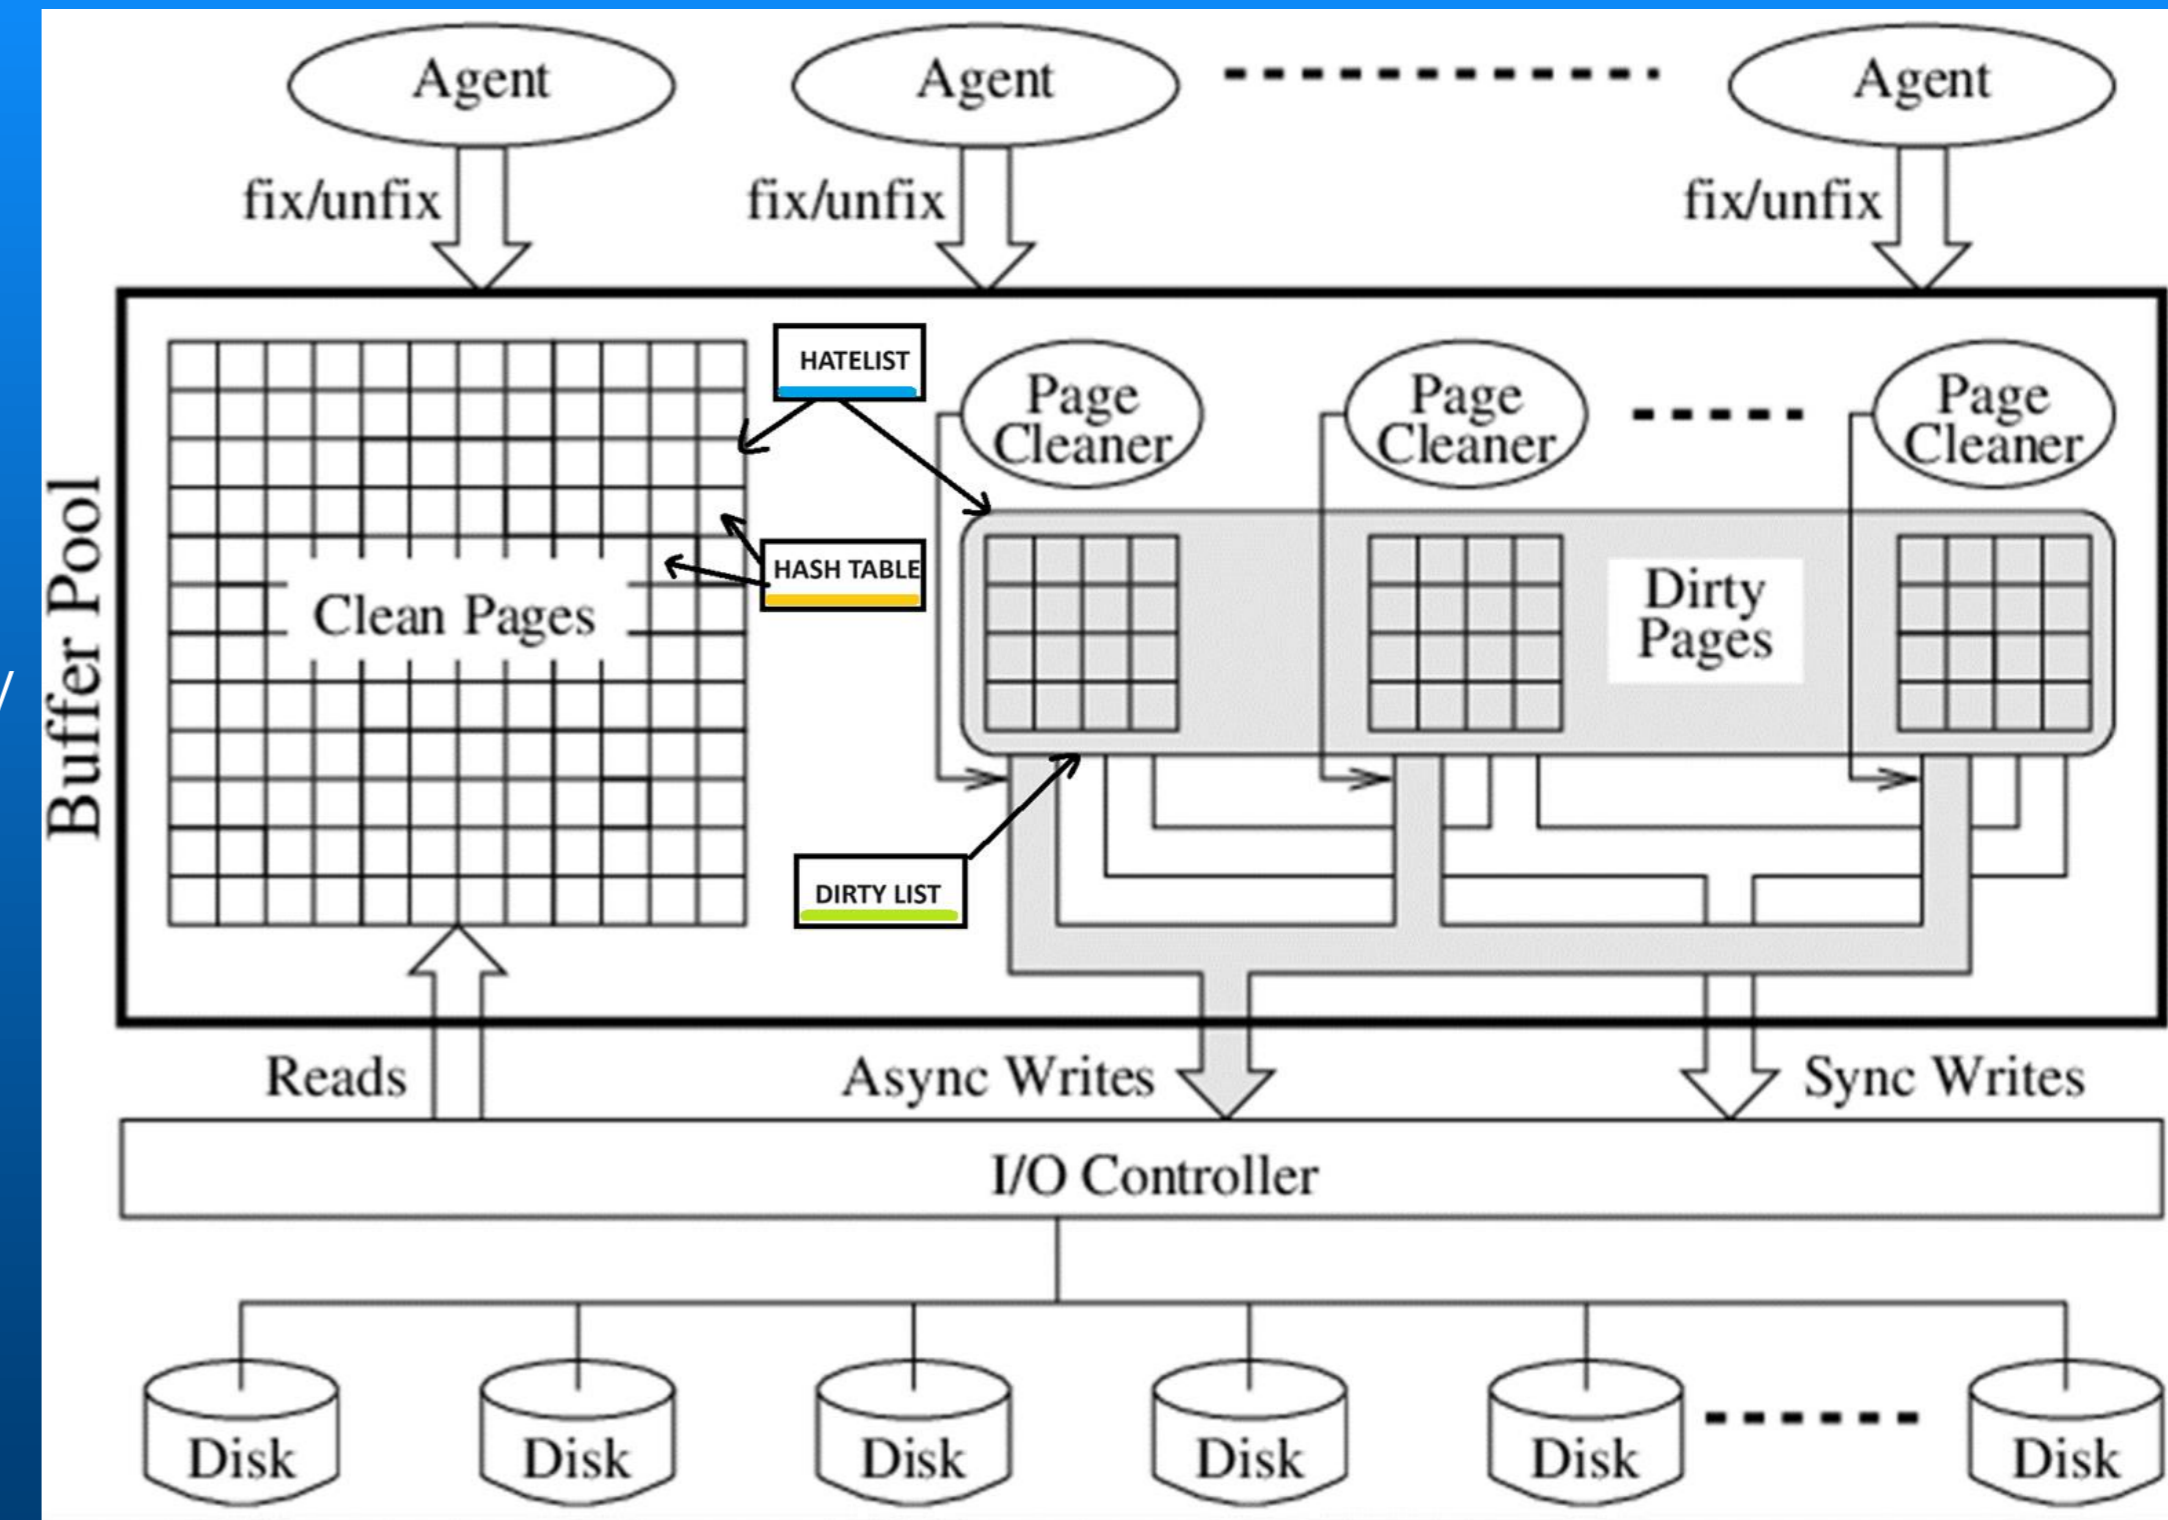 Agent
Agent
Agent
fix/unfix
fix/unfix
fix/unfix
Buffer Pool
HATELIST
Page
Cleaner
Page
Cleaner
Page
Cleaner
HASH TABLE
Clean Pages
Dirty
Pages
DIRTY LIST
Reads
Async Writes
Sync Writes
I/O Controller
Disk
Disk
Disk
Disk
Disk
Disk